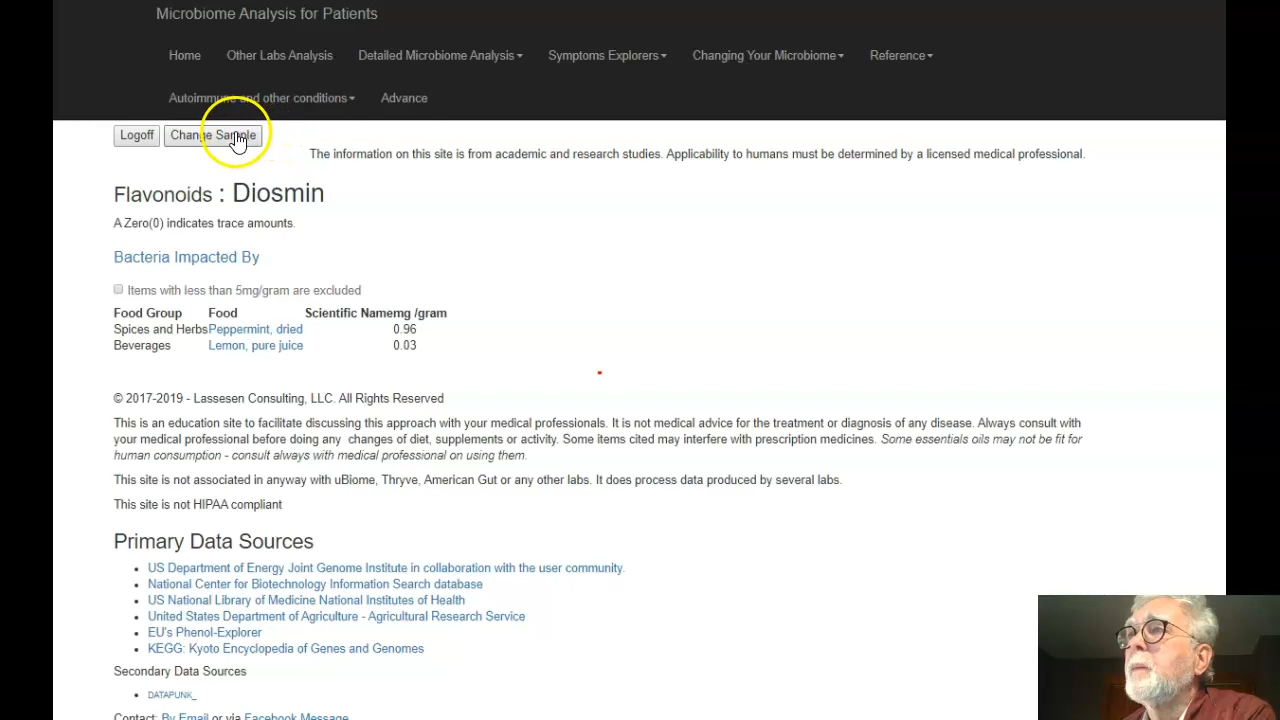 Microbiome Analysis for Patients
Home Other Labs Analysis Detailed Microbiome Analysis Symptoms Explorers Changing Your Microbiome Reference
Autoimmune and other conditions Advance
Logoff Change Sample
The information on this site is from academic and research studies. Applicability to humans must be determined by a licensed medical professional.
Flavonoids : Diosmin
A Zero(0) indicates trace amounts.
Bacteria Impacted By
Items with less than 5mg/gram are excluded
Food Group Food Scientific Namemg /gram
Spices and HerbsPeppermint, dried 0.96
Beverages Lemon, pure juice 0.03
© 2017-2019 - Lassesen Consulting, LLC. All Rights Reserved
This is an education site to facilitate discussing this approach with your medical professionals. It is not medical advice for the treatment or diagnosis of any disease. Always consult with
your medical professional before doing any changes of diet, supplements or activity. Some items cited may interfere with prescription medicines. Some essentials oils may not be fit for
human consumption - consult always with medical professional on using them.
This site is not associated in anyway with uBiome, Thryve, American Gut or any other labs. It does process data produced by several labs.
This site is not HIPAA compliant
Primary Data Sources
• US Department of Energy Joint Genome Institute in collaboration with the user community.
• National Center for Biotechnology Information Search database
• US National Library of Medicine National Institutes of Health
• United States Department of Agriculture - Agricultural Research Service
• EU's Phenol-Explorer
• KEGG: Kyoto Encyclopedia of Genes and Genomes
Secondary Data Sources
• DATAPUNK_
Contact: By Email or via Facebook Message